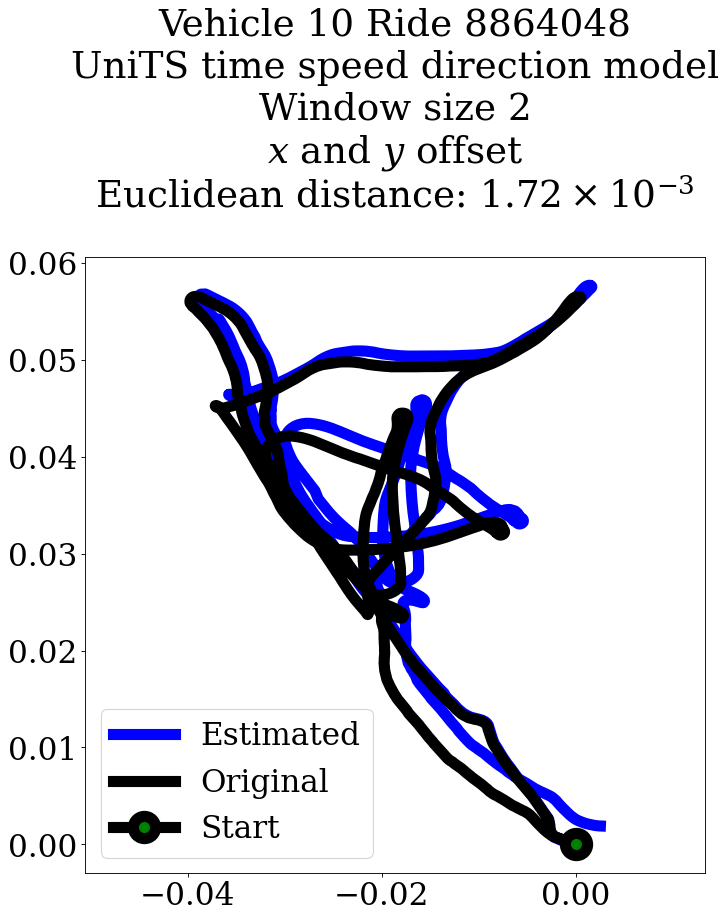 Vehicle 10 Ride 8864048
UniTS time speed direction model
Window size 2
x and y offset
Euclidean distance: 1.72 × 10⁻³
0.06
0.05
0.04
0.03
0.02
0.01
0.00
Estimated
Original
Start
−0.04 −0.02 0.00